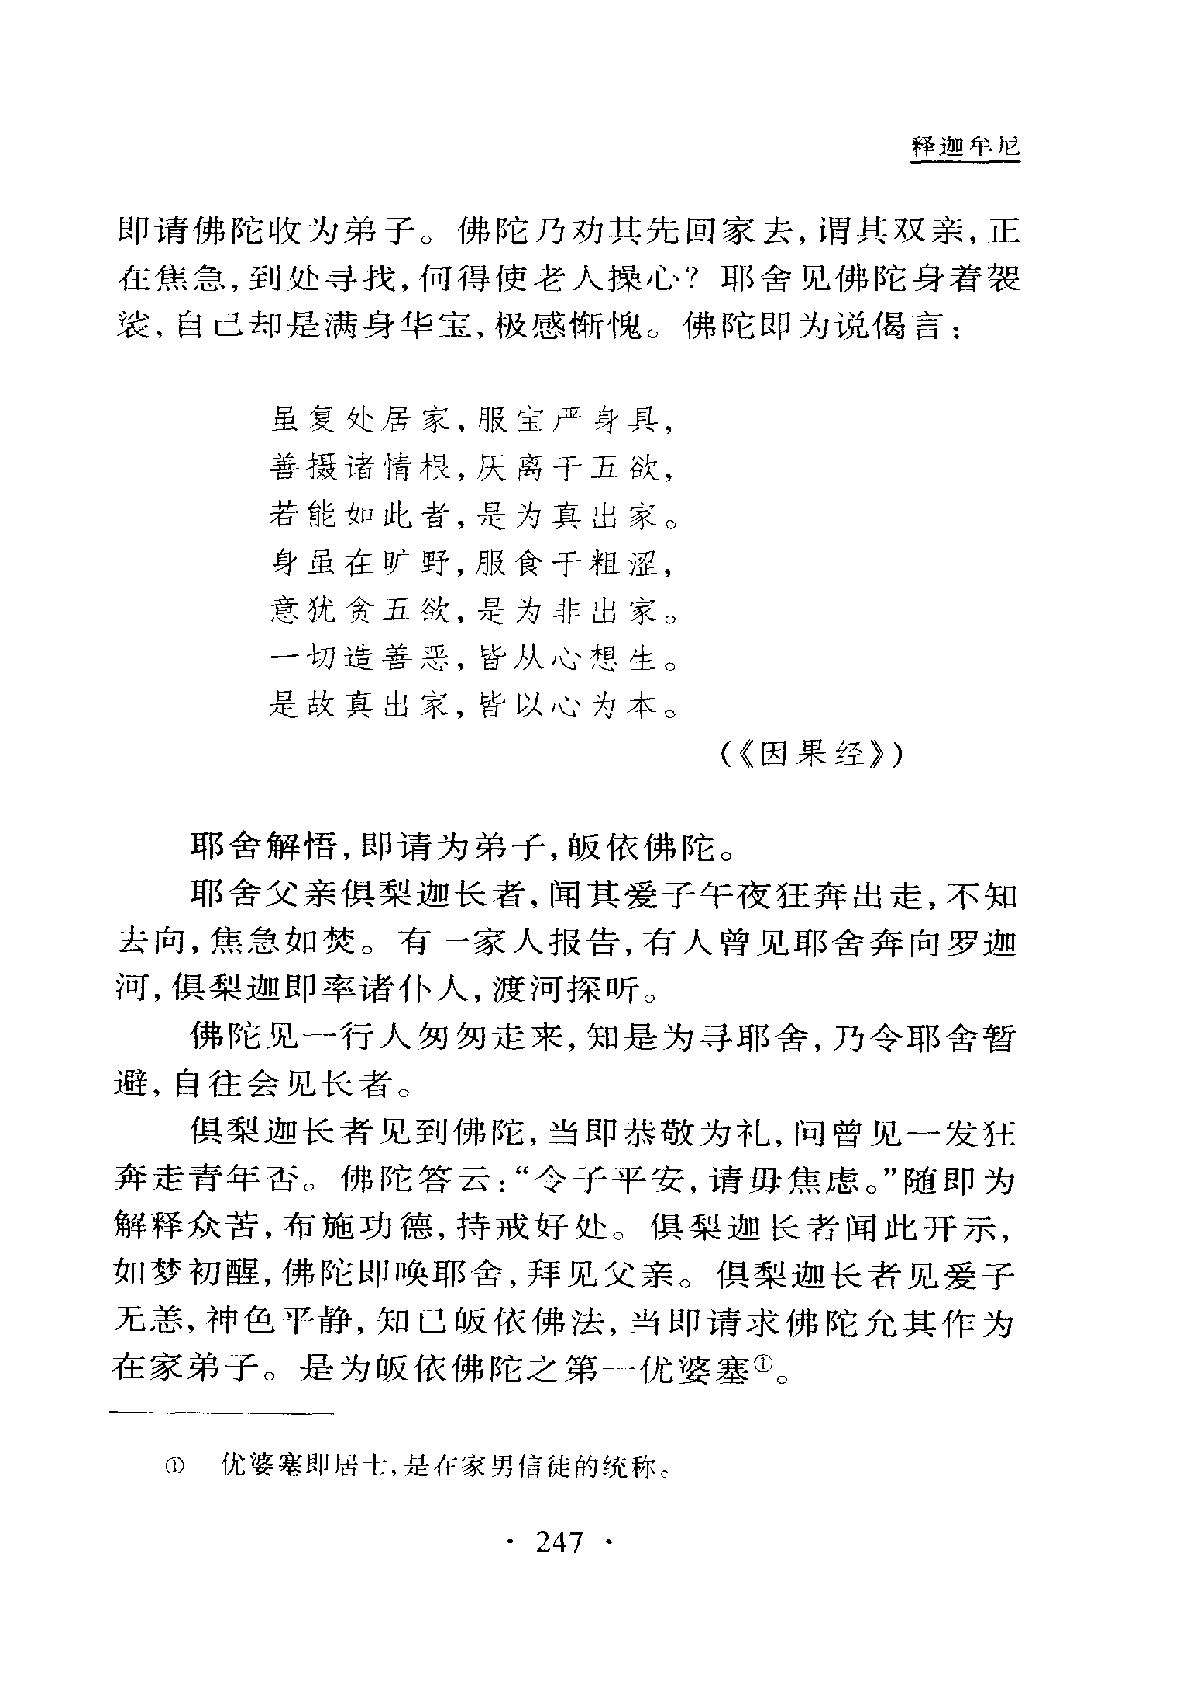 释迦牟尼
即请佛陀收为弟子。佛陀乃劝其先回家去,谓其双亲,正
在焦急,到处寻找,何得使老人操心？耶舍见佛陀身着袈
裟,自己却是满身华宝,极感惭愧。佛陀即为说偈言：
虽复处居家,服宝严身具,
善摄诸情根,厌离于五欲,
若能如此者,是为真出家。
身虽在旷野,服食于粗涩,
意犹贪五欲,是为非出家。
一切造善恶,皆从心想生。
是故真出家,皆以心为本。
(《因果经》)
耶舍解悟,即请为弟子,皈依佛陀。
耶舍父亲俱梨迦长者,闻其爱子午夜狂奔出走,不知
去向,焦急如焚。有一家人报告,有人曾见耶舍奔向罗迦
河,俱梨迦即率诸仆人,渡河探听。
佛陀见一行人匆匆走来,知是为寻耶舍,乃令耶舍暂
避,自往会见长者。
俱梨迦长者见到佛陀,当即恭敬为礼,问曾见一发狂
奔走青年否。佛陀答云：“令子平安,请毋焦虑。”随即为
解释众苦,布施功德,持戒好处。俱梨迦长者闻此开示,
如梦初醒,佛陀即唤耶舍,拜见父亲。俱梨迦长者见爱子
无恙,神色平静,知已皈依佛法,当即请求佛陀允其作为
在家弟子。是为皈依佛陀之第一优婆塞①。
① 优婆塞即居士,是在家男信徒的统称。
· 247 ·